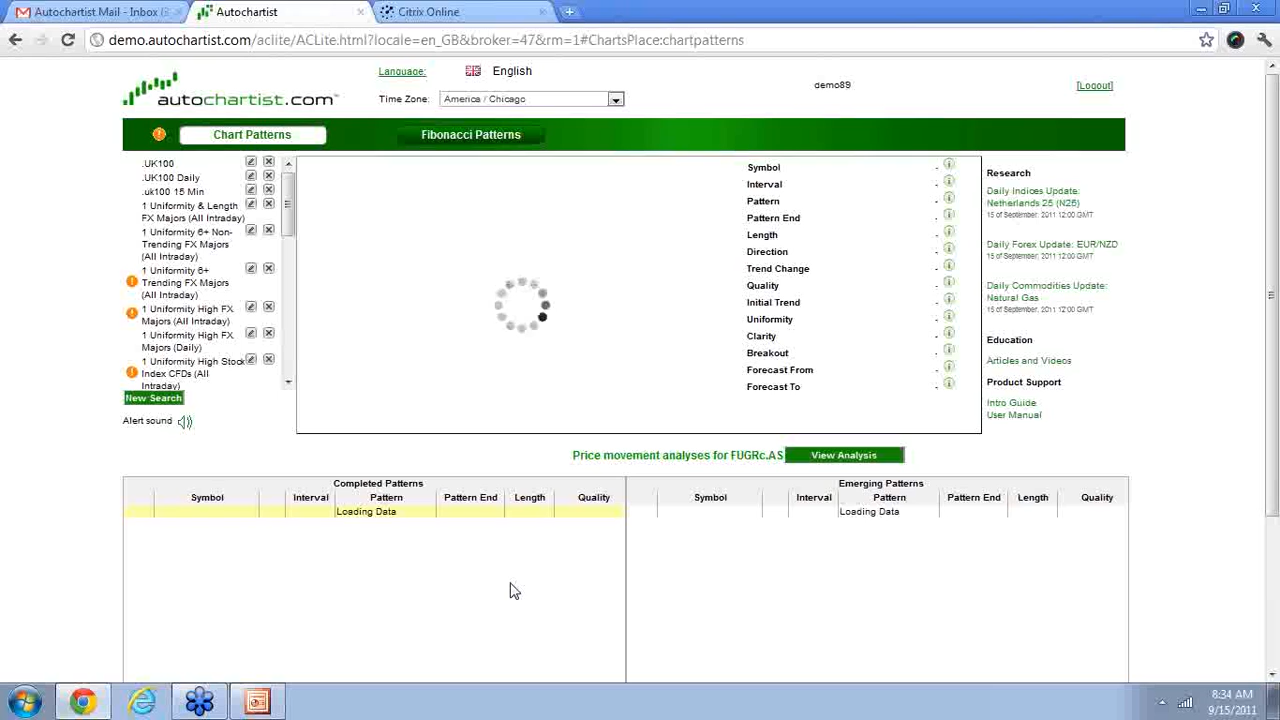 Autochartist Mail - Inbox (
Autochartist
Citrix Online
demo.autochartist.com/aclite/ACLite.html?locale=en_GB&broker=47&rm=1#ChartsPlace:chartpatterns
autochartist.com™
Language:
English
Time Zone:
America / Chicago
demo89
[Logout]
Chart Patterns
Fibonacci Patterns
.UK100
.UK100 Daily
.uk100 15 Min
1 Uniformity & Length
FX Majors (All Intraday)
1 Uniformity 6+ Non-
Trending FX Majors
(All Intraday)
1 Uniformity 6+
Trending FX Majors
(All Intraday)
1 Uniformity High FX
Majors (All Intraday)
1 Uniformity High FX
Majors (Daily)
1 Uniformity High Stock
Index CFDs (All
Intraday)
New Search
Alert sound
Symbol -
Interval -
Pattern -
Pattern End -
Length -
Direction -
Trend Change -
Quality -
Initial Trend -
Uniformity -
Clarity -
Breakout -
Forecast From -
Forecast To -
Research
Daily Indices Update:
Netherlands 25 (N25)
15 of September, 2011 12:00 GMT
Daily Forex Update: EUR/NZD
15 of September, 2011 12:00 GMT
Daily Commodities Update:
Natural Gas
15 of September, 2011 12:00 GMT
Education
Articles and Videos
Product Support
Intro Guide
User Manual
Price movement analyses for FUGRc.AS
View Analysis
Completed Patterns
Symbol Interval Pattern Pattern End Length Quality
Loading Data
Emerging Patterns
Symbol Interval Pattern Pattern End Length Quality
Loading Data
8:34 AM
9/15/2011